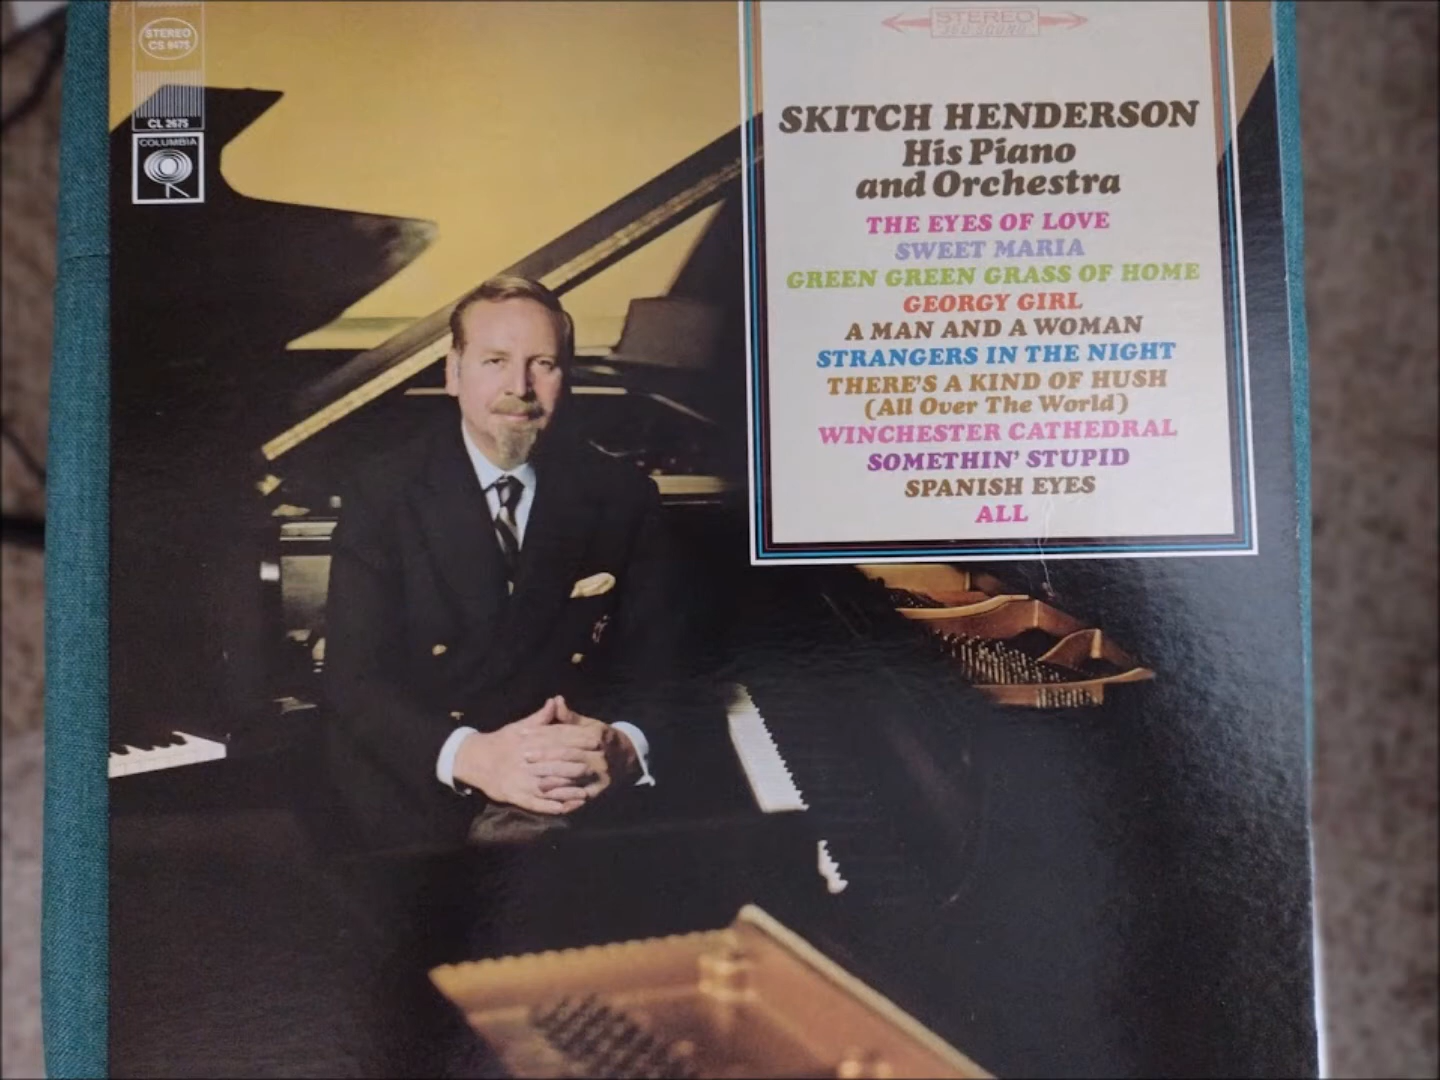 STEREO
CS 9475
CL 2675
COLUMBIA
STEREO
360 SOUND
SKITCH HENDERSON
His Piano
and Orchestra
THE EYES OF LOVE
SWEET MARIA
GREEN GREEN GRASS OF HOME
GEORGY GIRL
A MAN AND A WOMAN
STRANGERS IN THE NIGHT
THERE'S A KIND OF HUSH
(All Over The World)
WINCHESTER CATHEDRAL
SOMETHIN' STUPID
SPANISH EYES
ALL